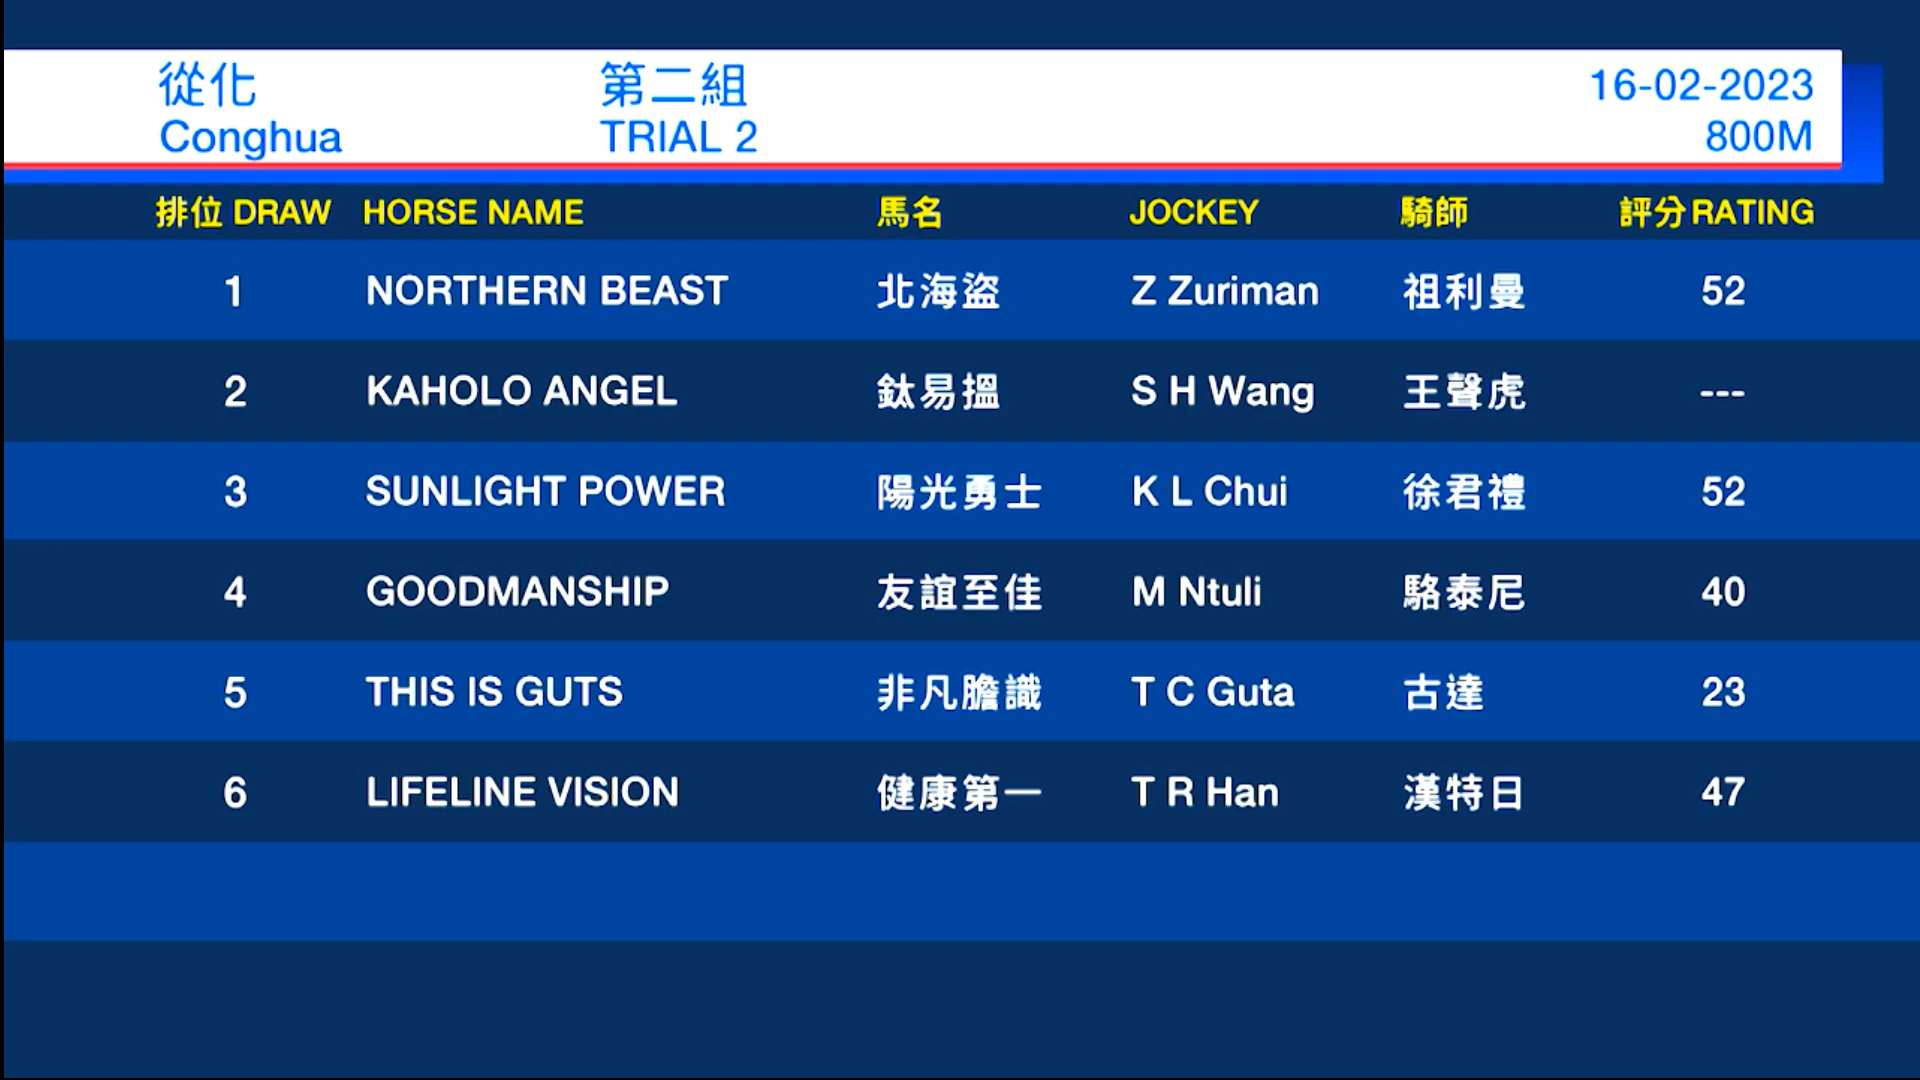 從化 第二組 16-02-2023
Conghua TRIAL 2 800M
排位 DRAW HORSE NAME 馬名 JOCKEY 騎師 評分 RATING
1 NORTHERN BEAST 北海盜 Z Zuriman 祖利曼 52
2 KAHOLO ANGEL 鈦易搵 S H Wang 王聲虎 ---
3 SUNLIGHT POWER 陽光勇士 K L Chui 徐君禮 52
4 GOODMANSHIP 友誼至佳 M Ntuli 駱泰尼 40
5 THIS IS GUTS 非凡膽識 T C Guta 古達 23
6 LIFELINE VISION 健康第一 T R Han 漢特日 47